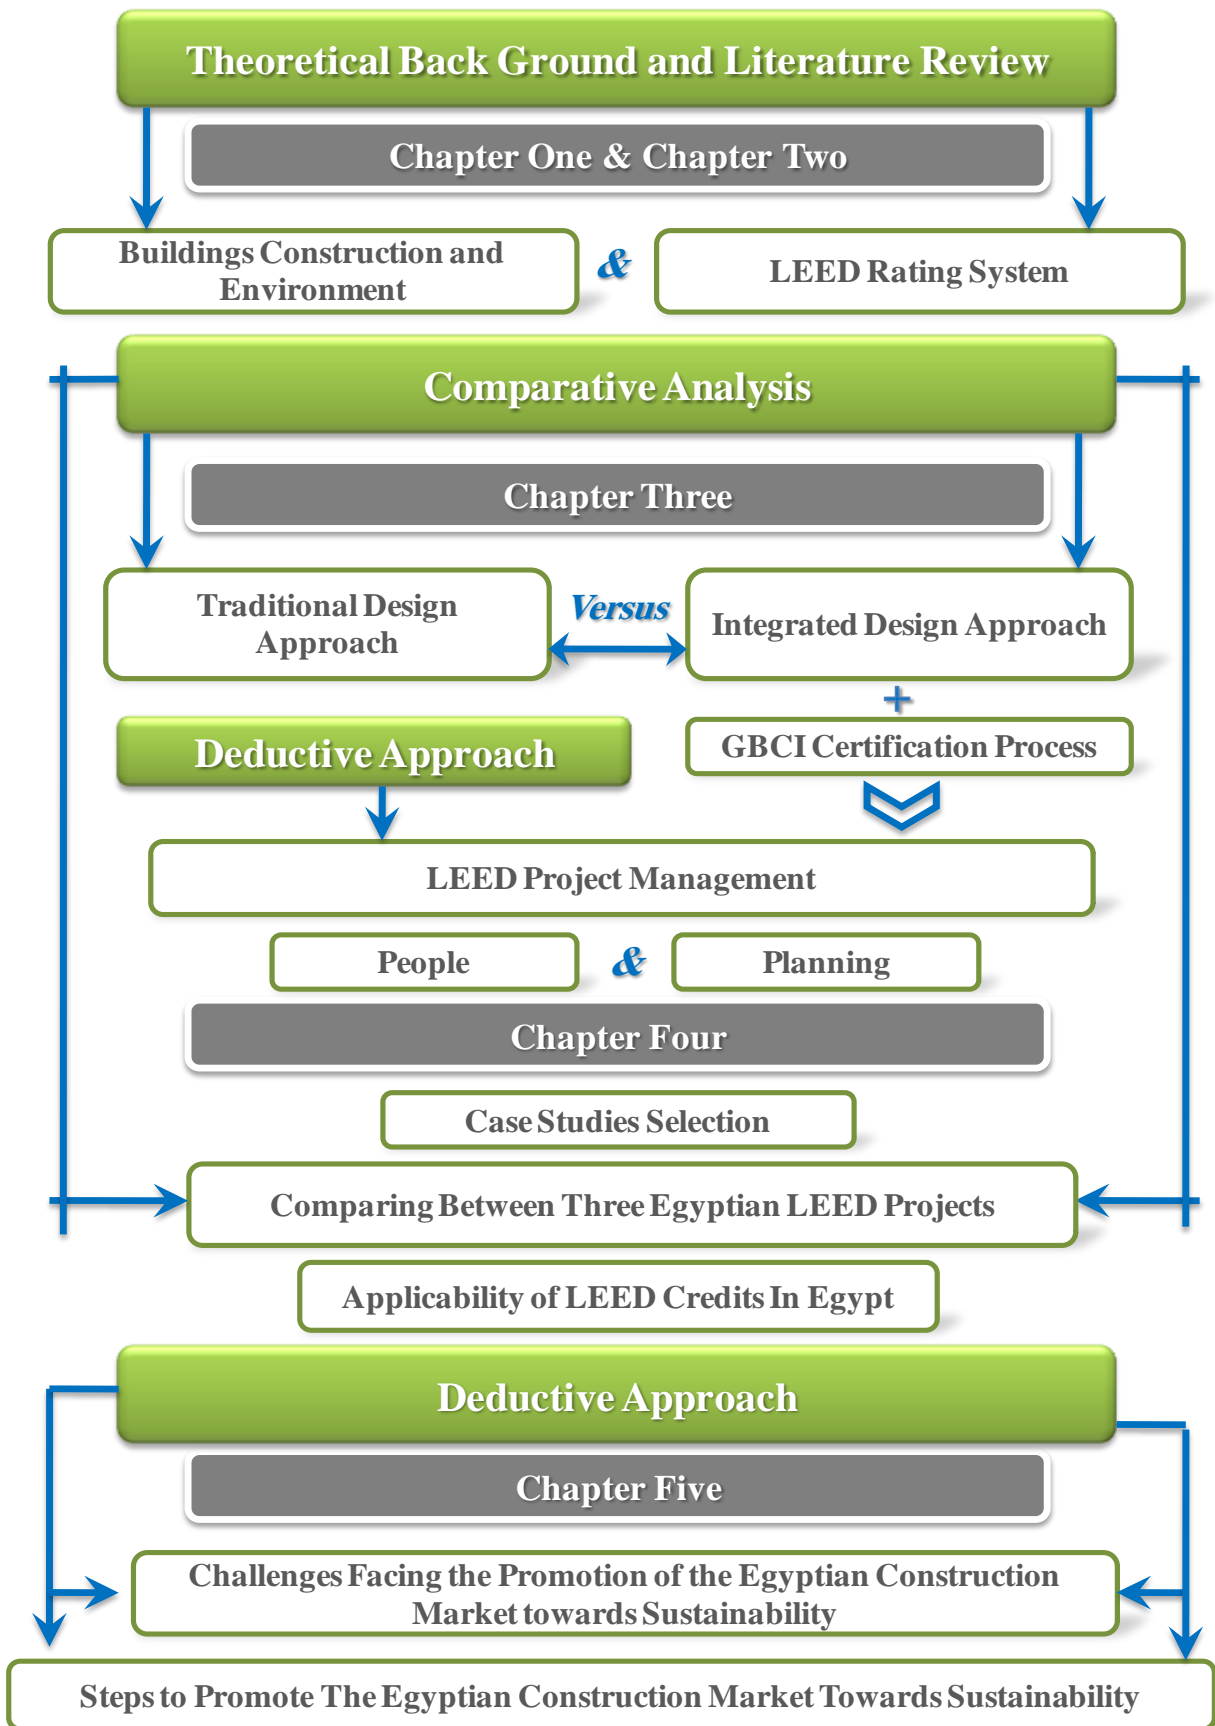 Theoretical Back Ground and Literature Review
Chapter One & Chapter Two
Buildings Construction and
Environment
&
LEED Rating System
Comparative Analysis
Chapter Three
Traditional Design
Approach
Versus
Integrated Design Approach
+
GBCI Certification Process
Deductive Approach
LEED Project Management
People
&
Planning
Chapter Four
Case Studies Selection
Comparing Between Three Egyptian LEED Projects
Applicability of LEED Credits In Egypt
Deductive Approach
Chapter Five
Challenges Facing the Promotion of the Egyptian Construction
Market towards Sustainability
Steps to Promote The Egyptian Construction Market Towards Sustainability